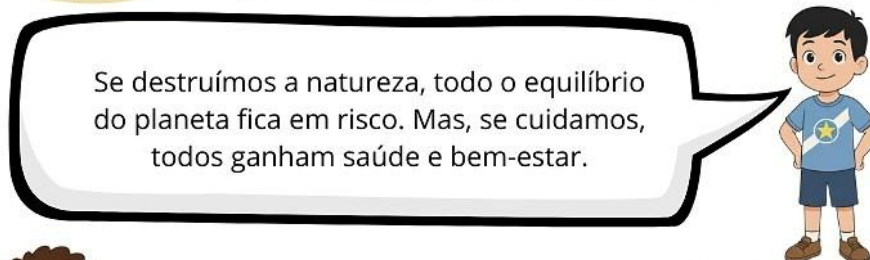 Se destruímos a natureza, todo o equilíbrio
do planeta fica em risco. Mas, se cuidamos,
todos ganham saúde e bem-estar.